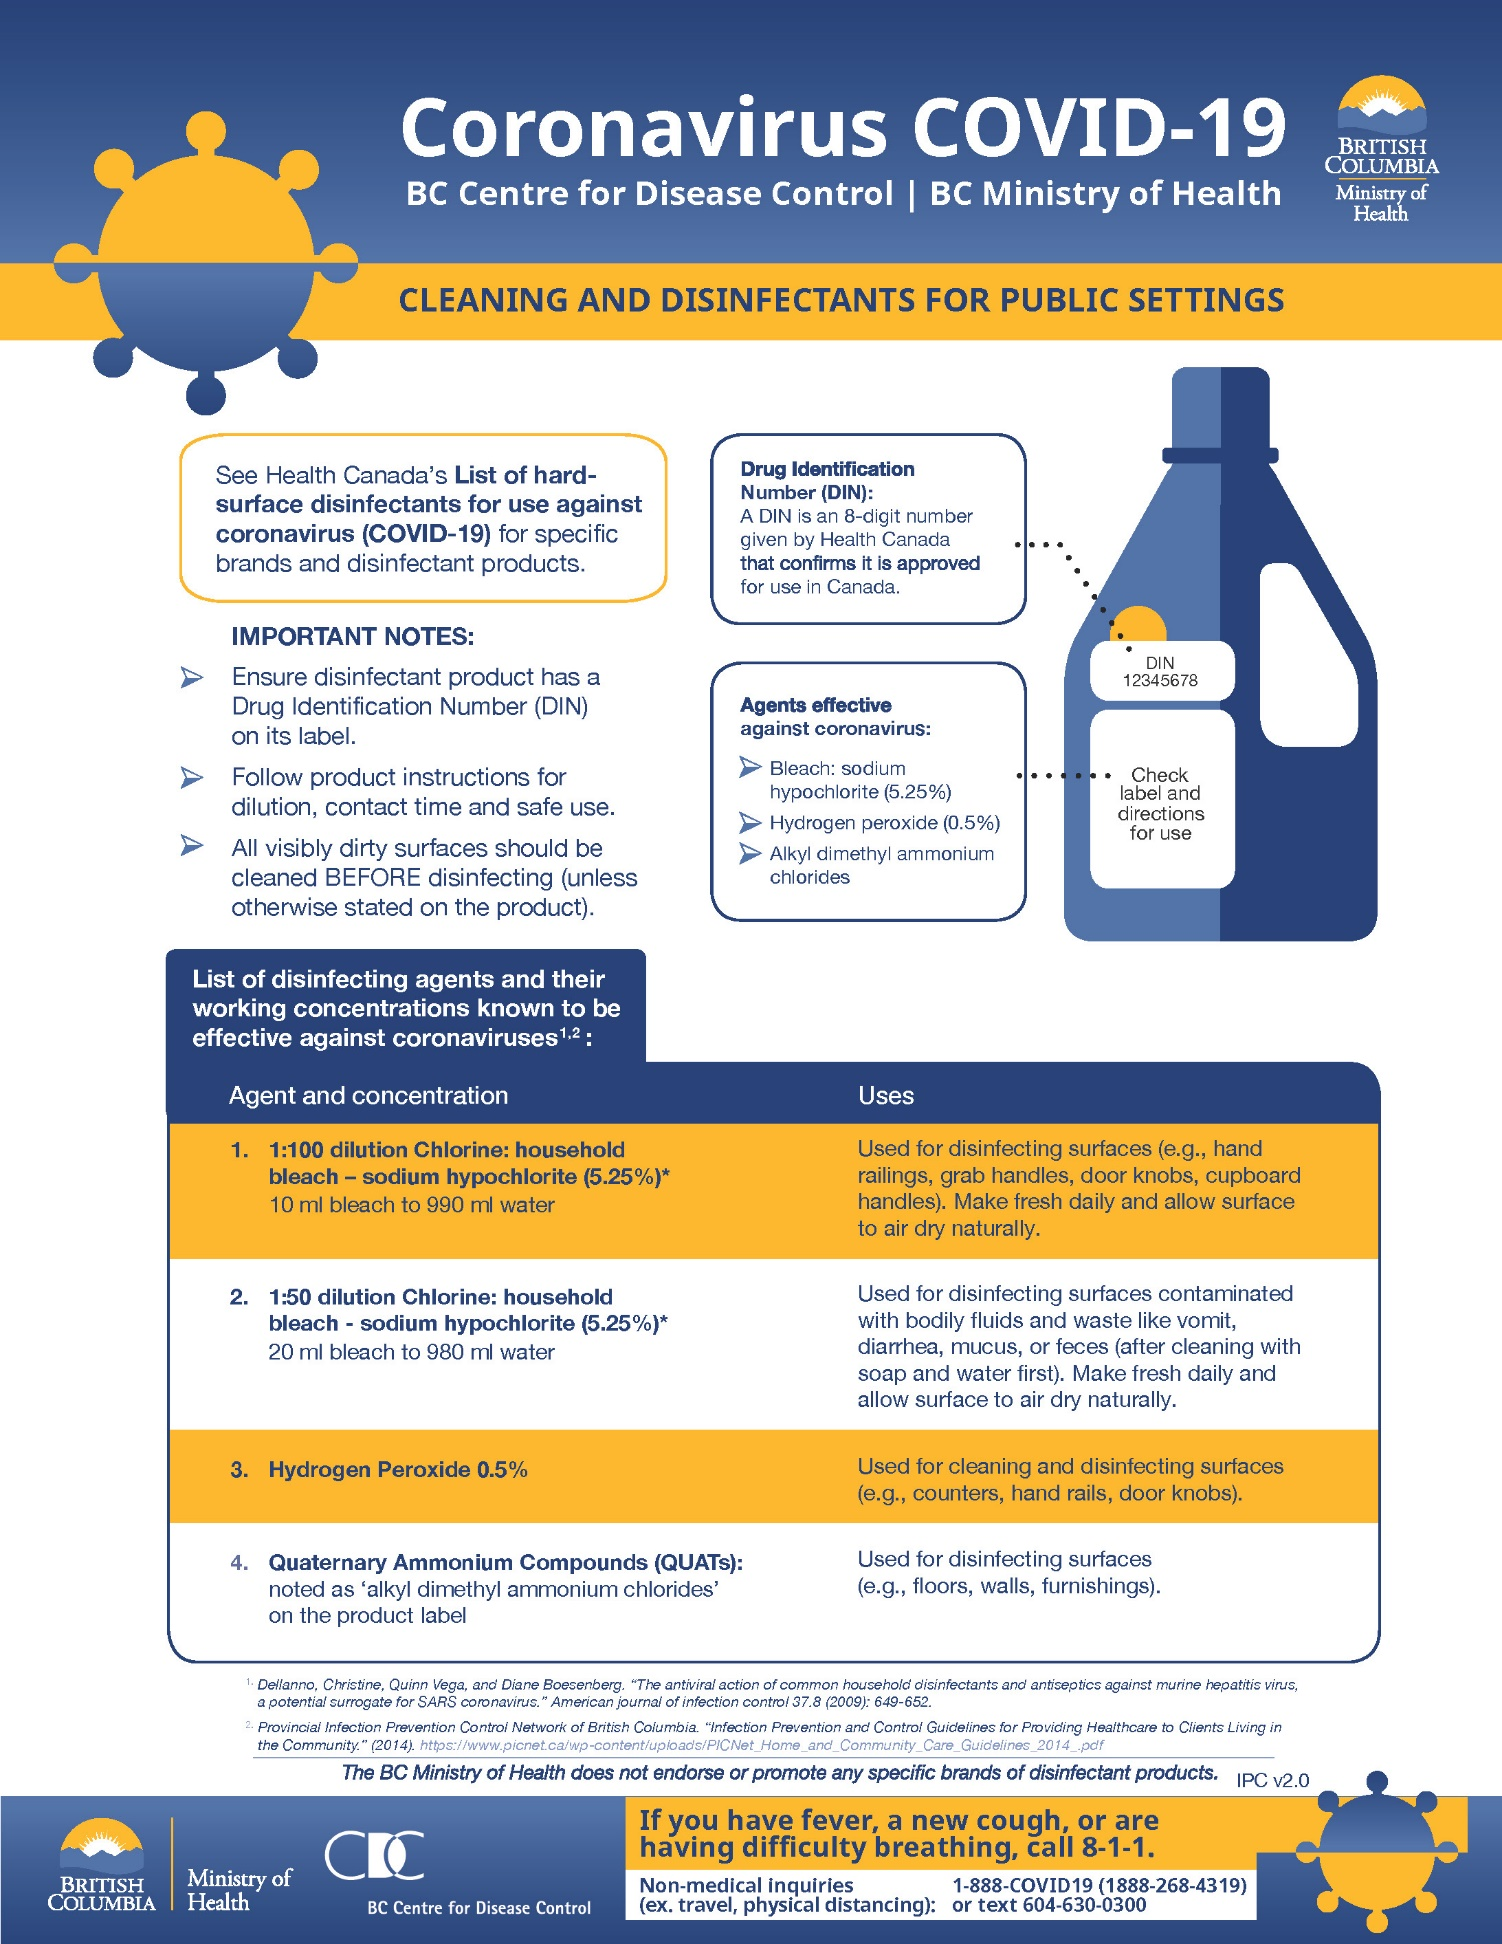 Coronavirus COVID-19
BC Centre for Disease Control | BC Ministry of Health
BRITISH
COLUMBIA
Ministry of
Health
CLEANING AND DISINFECTANTS FOR PUBLIC SETTINGS
See Health Canada's List of hard-
surface disinfectants for use against
coronavirus (COVID-19) for specific
brands and disinfectant products.
IMPORTANT NOTES:
Ensure disinfectant product has a
Drug Identification Number (DIN)
on its label.
Follow product instructions for
dilution, contact time and safe use.
All visibly dirty surfaces should be
cleaned BEFORE disinfecting (unless
otherwise stated on the product).
Drug Identification
Number (DIN):
A DIN is an 8-digit number
given by Health Canada
that confirms it is approved
for use in Canada.
Agents effective
against coronavirus:
Bleach: sodium
hypochlorite (5.25%)
Hydrogen peroxide (0.5%)
Alkyl dimethyl ammonium
chlorides
DIN
12345678
Check
label and
directions
for use
List of disinfecting agents and their
working concentrations known to be
effective against coronaviruses1,2 :
Agent and concentration
Uses
1. 1:100 dilution Chlorine: household
bleach – sodium hypochlorite (5.25%)*
10 ml bleach to 990 ml water
Used for disinfecting surfaces (e.g., hand
railings, grab handles, door knobs, cupboard
handles). Make fresh daily and allow surface
to air dry naturally.
2. 1:50 dilution Chlorine: household
bleach - sodium hypochlorite (5.25%)*
20 ml bleach to 980 ml water
Used for disinfecting surfaces contaminated
with bodily fluids and waste like vomit,
diarrhea, mucus, or feces (after cleaning with
soap and water first). Make fresh daily and
allow surface to air dry naturally.
3. Hydrogen Peroxide 0.5%
Used for cleaning and disinfecting surfaces
(e.g., counters, hand rails, door knobs).
4. Quaternary Ammonium Compounds (QUATs):
noted as 'alkyl dimethyl ammonium chlorides'
on the product label
Used for disinfecting surfaces
(e.g., floors, walls, furnishings).
1. Dellanno, Christine, Quinn Vega, and Diane Boesenberg. "The antiviral action of common household disinfectants and antiseptics against murine hepatitis virus,
a potential surrogate for SARS coronavirus." American journal of infection control 37.8 (2009): 649-652.
2. Provincial Infection Prevention Control Network of British Columbia. "Infection Prevention and Control Guidelines for Providing Healthcare to Clients Living in
the Community." (2014). https://www.picnet.ca/wp-content/uploads/PICNet_Home_and_Community_Care_Guidelines_2014_.pdf
The BC Ministry of Health does not endorse or promote any specific brands of disinfectant products.
IPC v2.0
BRITISH
COLUMBIA
Ministry of
Health
CDC
BC Centre for Disease Control
If you have fever, a new cough, or are
having difficulty breathing, call 8-1-1.
Non-medical inquiries 1-888-COVID19 (1888-268-4319)
(ex. travel, physical distancing): or text 604-630-0300